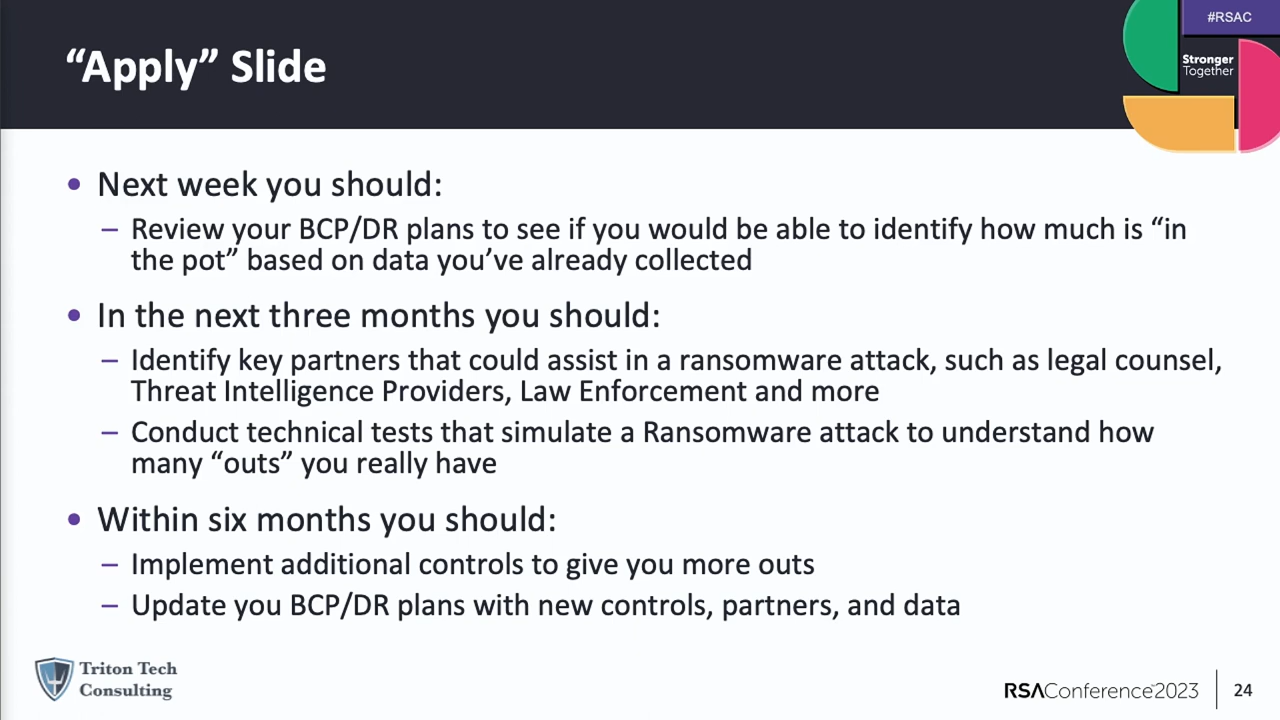 #RSAC
"Apply" Slide
Stronger
Together
• Next week you should:
– Review your BCP/DR plans to see if you would be able to identify how much is “in
the pot” based on data you’ve already collected
• In the next three months you should:
– Identify key partners that could assist in a ransomware attack, such as legal counsel,
Threat Intelligence Providers, Law Enforcement and more
– Conduct technical tests that simulate a Ransomware attack to understand how
many “outs” you really have
• Within six months you should:
– Implement additional controls to give you more outs
– Update you BCP/DR plans with new controls, partners, and data
Triton Tech
Consulting
RSAConference™2023
24